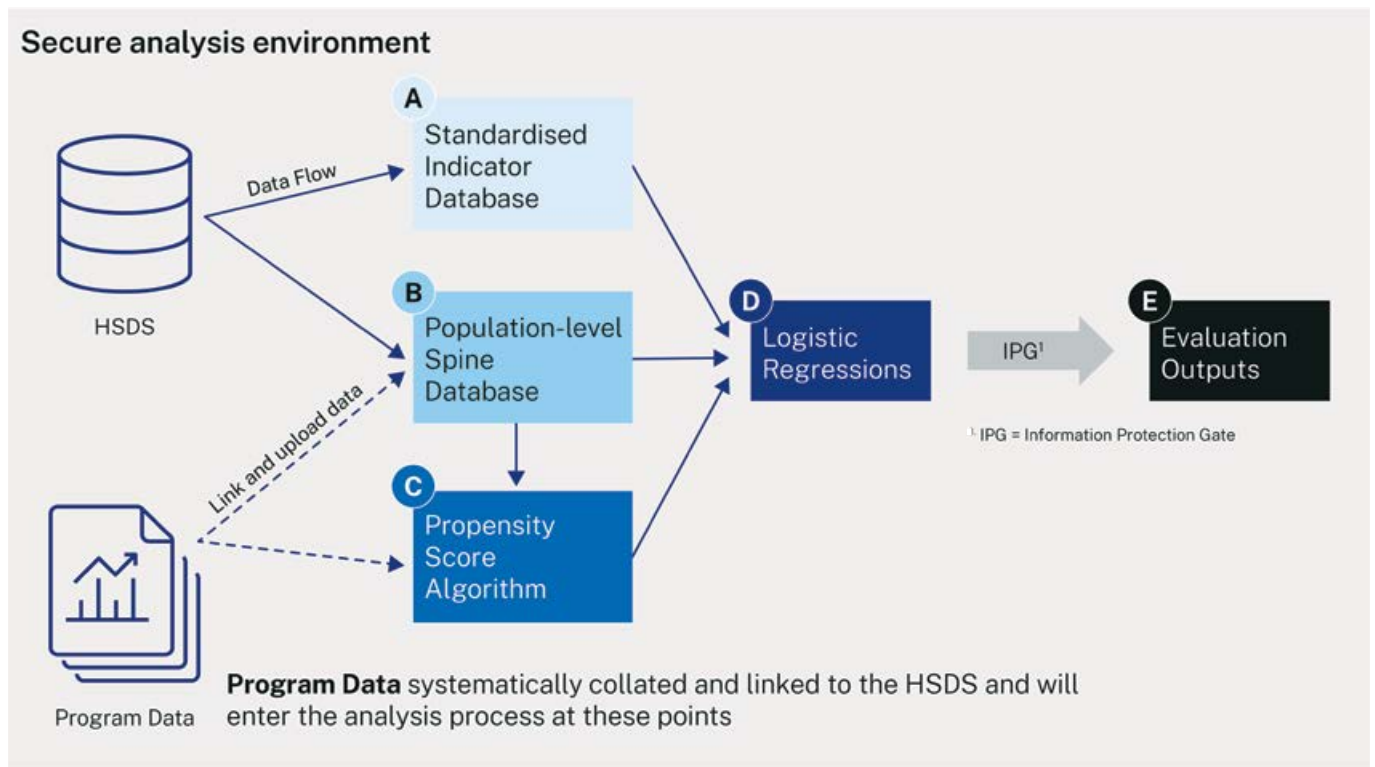 Secure analysis environment
A
Standardised
Indicator
Database
Data Flow
HSDS
B
Population-level
Spine
Database
D
Logistic
Regressions
IPG¹
E
Evaluation
Outputs
¹· IPG = Information Protection Gate
Link and upload data
C
Propensity
Score
Algorithm
Program Data
Program Data systematically collated and linked to the HSDS and will
enter the analysis process at these points